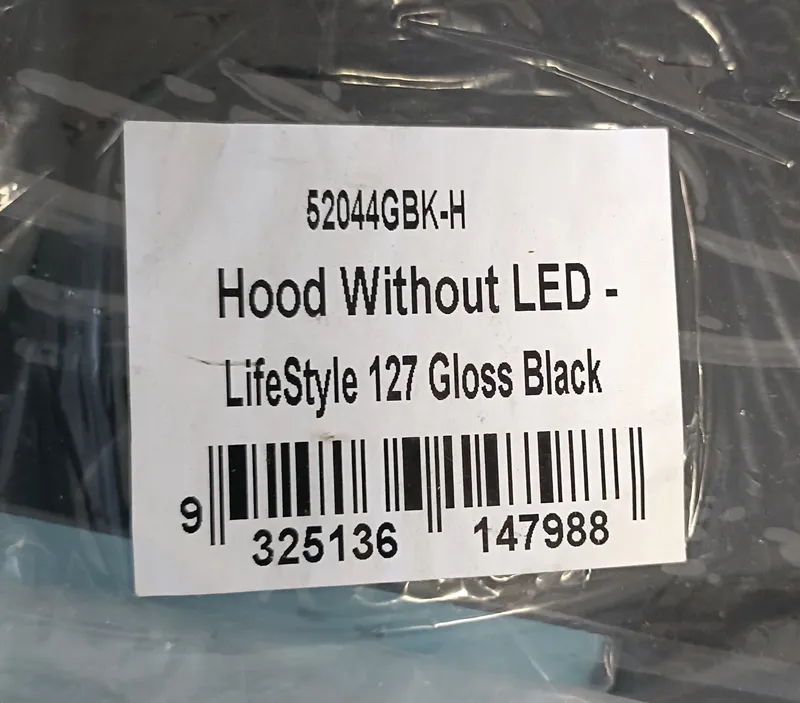 52044GBK-H
Hood Without LED -
LifeStyle 127 Gloss Black
9 325136 147988